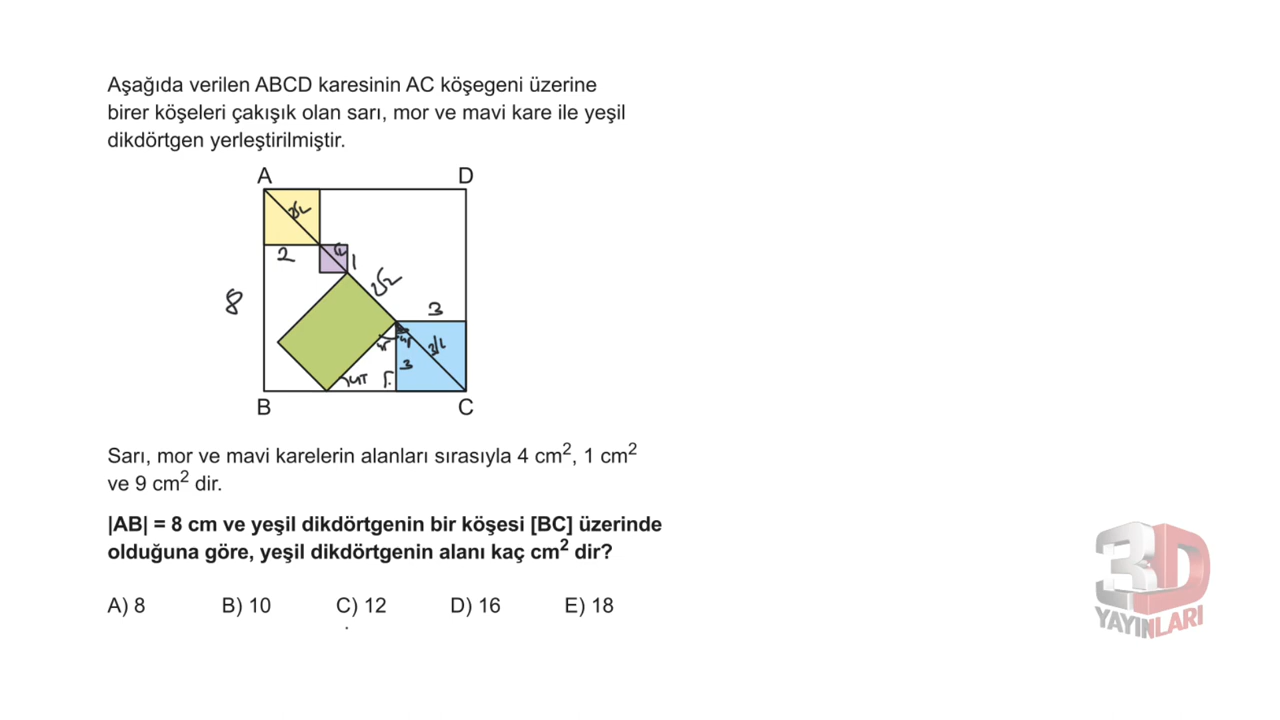 Aşağıda verilen ABCD karesinin AC köşegeni üzerine
birer köşeleri çakışık olan sarı, mor ve mavi kare ile yeşil
dikdörtgen yerleştirilmiştir.
A
D
2
1
2√2
8
3
3
B
C
Sarı, mor ve mavi karelerin alanları sırasıyla 4 cm², 1 cm²
ve 9 cm² dir.
|AB| = 8 cm ve yeşil dikdörtgenin bir köşesi [BC] üzerinde
olduğuna göre, yeşil dikdörtgenin alanı kaç cm² dir?
A) 8 B) 10 C) 12 D) 16 E) 18
3D
YAYINLARI